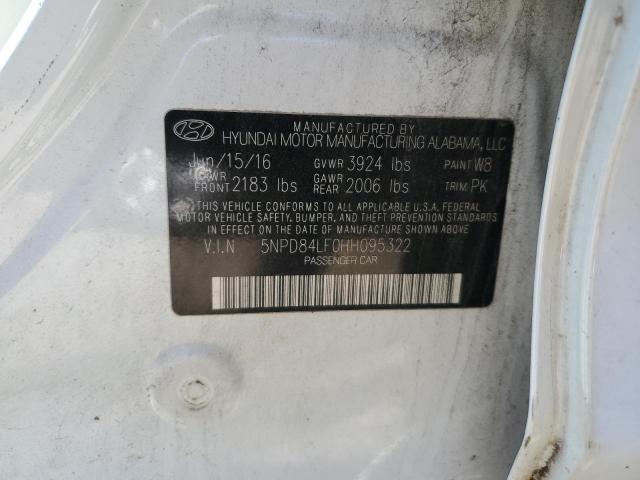 MANUFACTURED BY
HYUNDAI MOTOR MANUFACTURING ALABAMA, LLC
Jun/15/16 GVWR 3924 lbs PAINT W8
GAWR FRONT 2183 lbs GAWR REAR 2006 lbs TRIM PK
THIS VEHICLE CONFORMS TO ALL APPLICABLE U.S.A. FEDERAL
MOTOR VEHICLE SAFETY, BUMPER, AND THEFT PREVENTION STANDARDS
IN EFFECT ON THE DATE OF MANUFACTURE SHOWN ABOVE.
V.I.N 5NPD84LF0HH095322
PASSENGER CAR